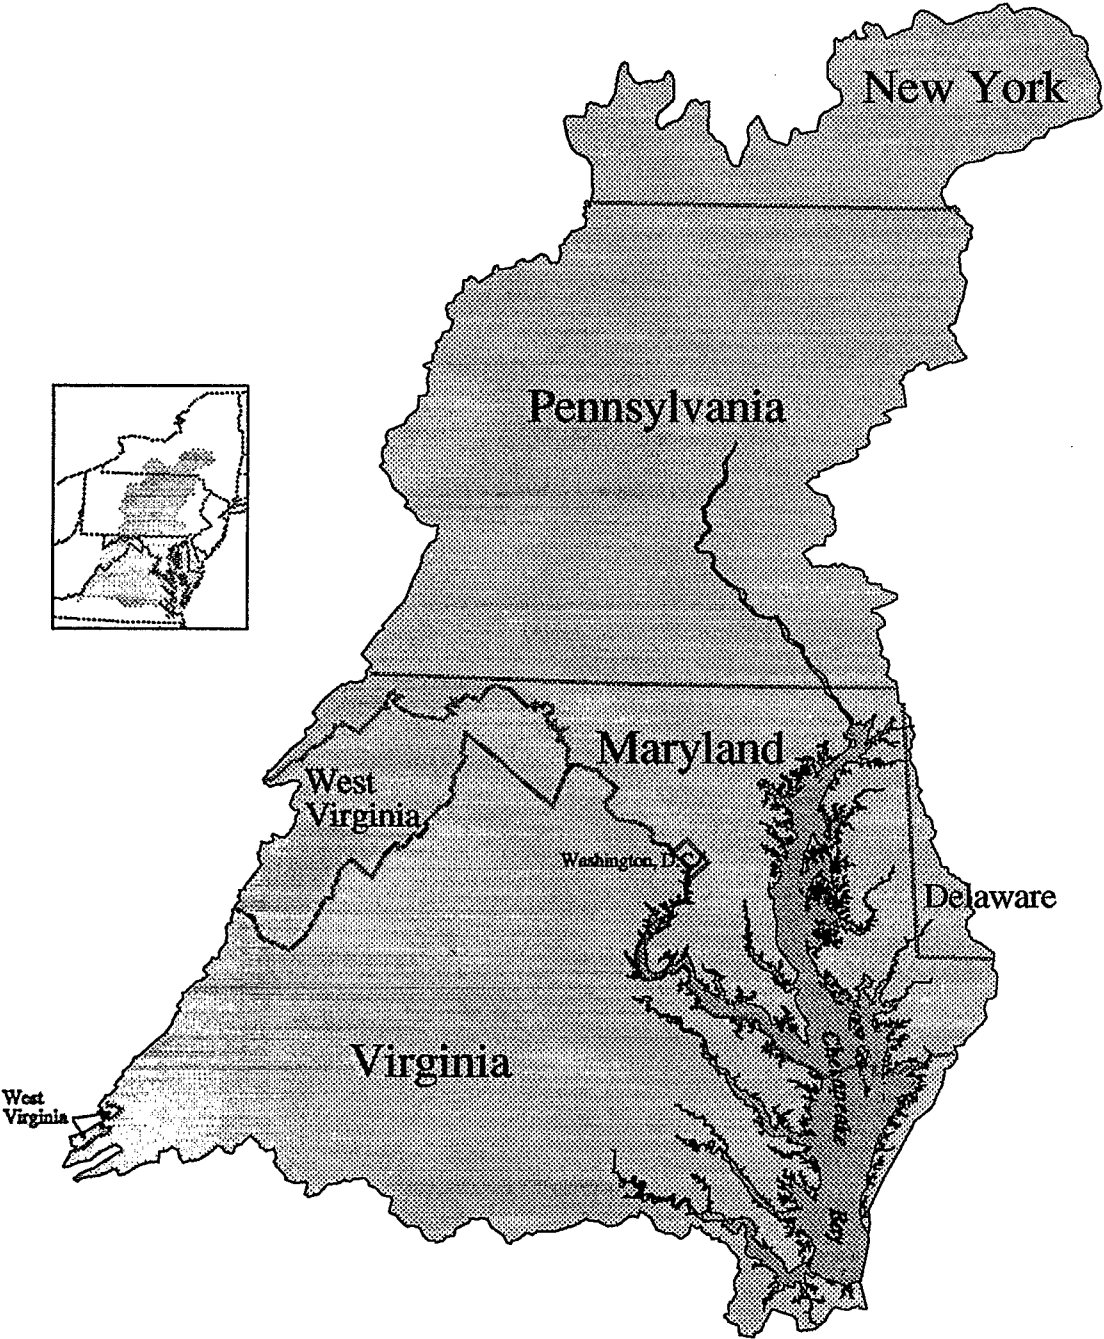 New York
Pennsylvania
Maryland
West
Virginia
Washington, D.C.
Delaware
Virginia
West
Virginia
Chesapeake
Bay